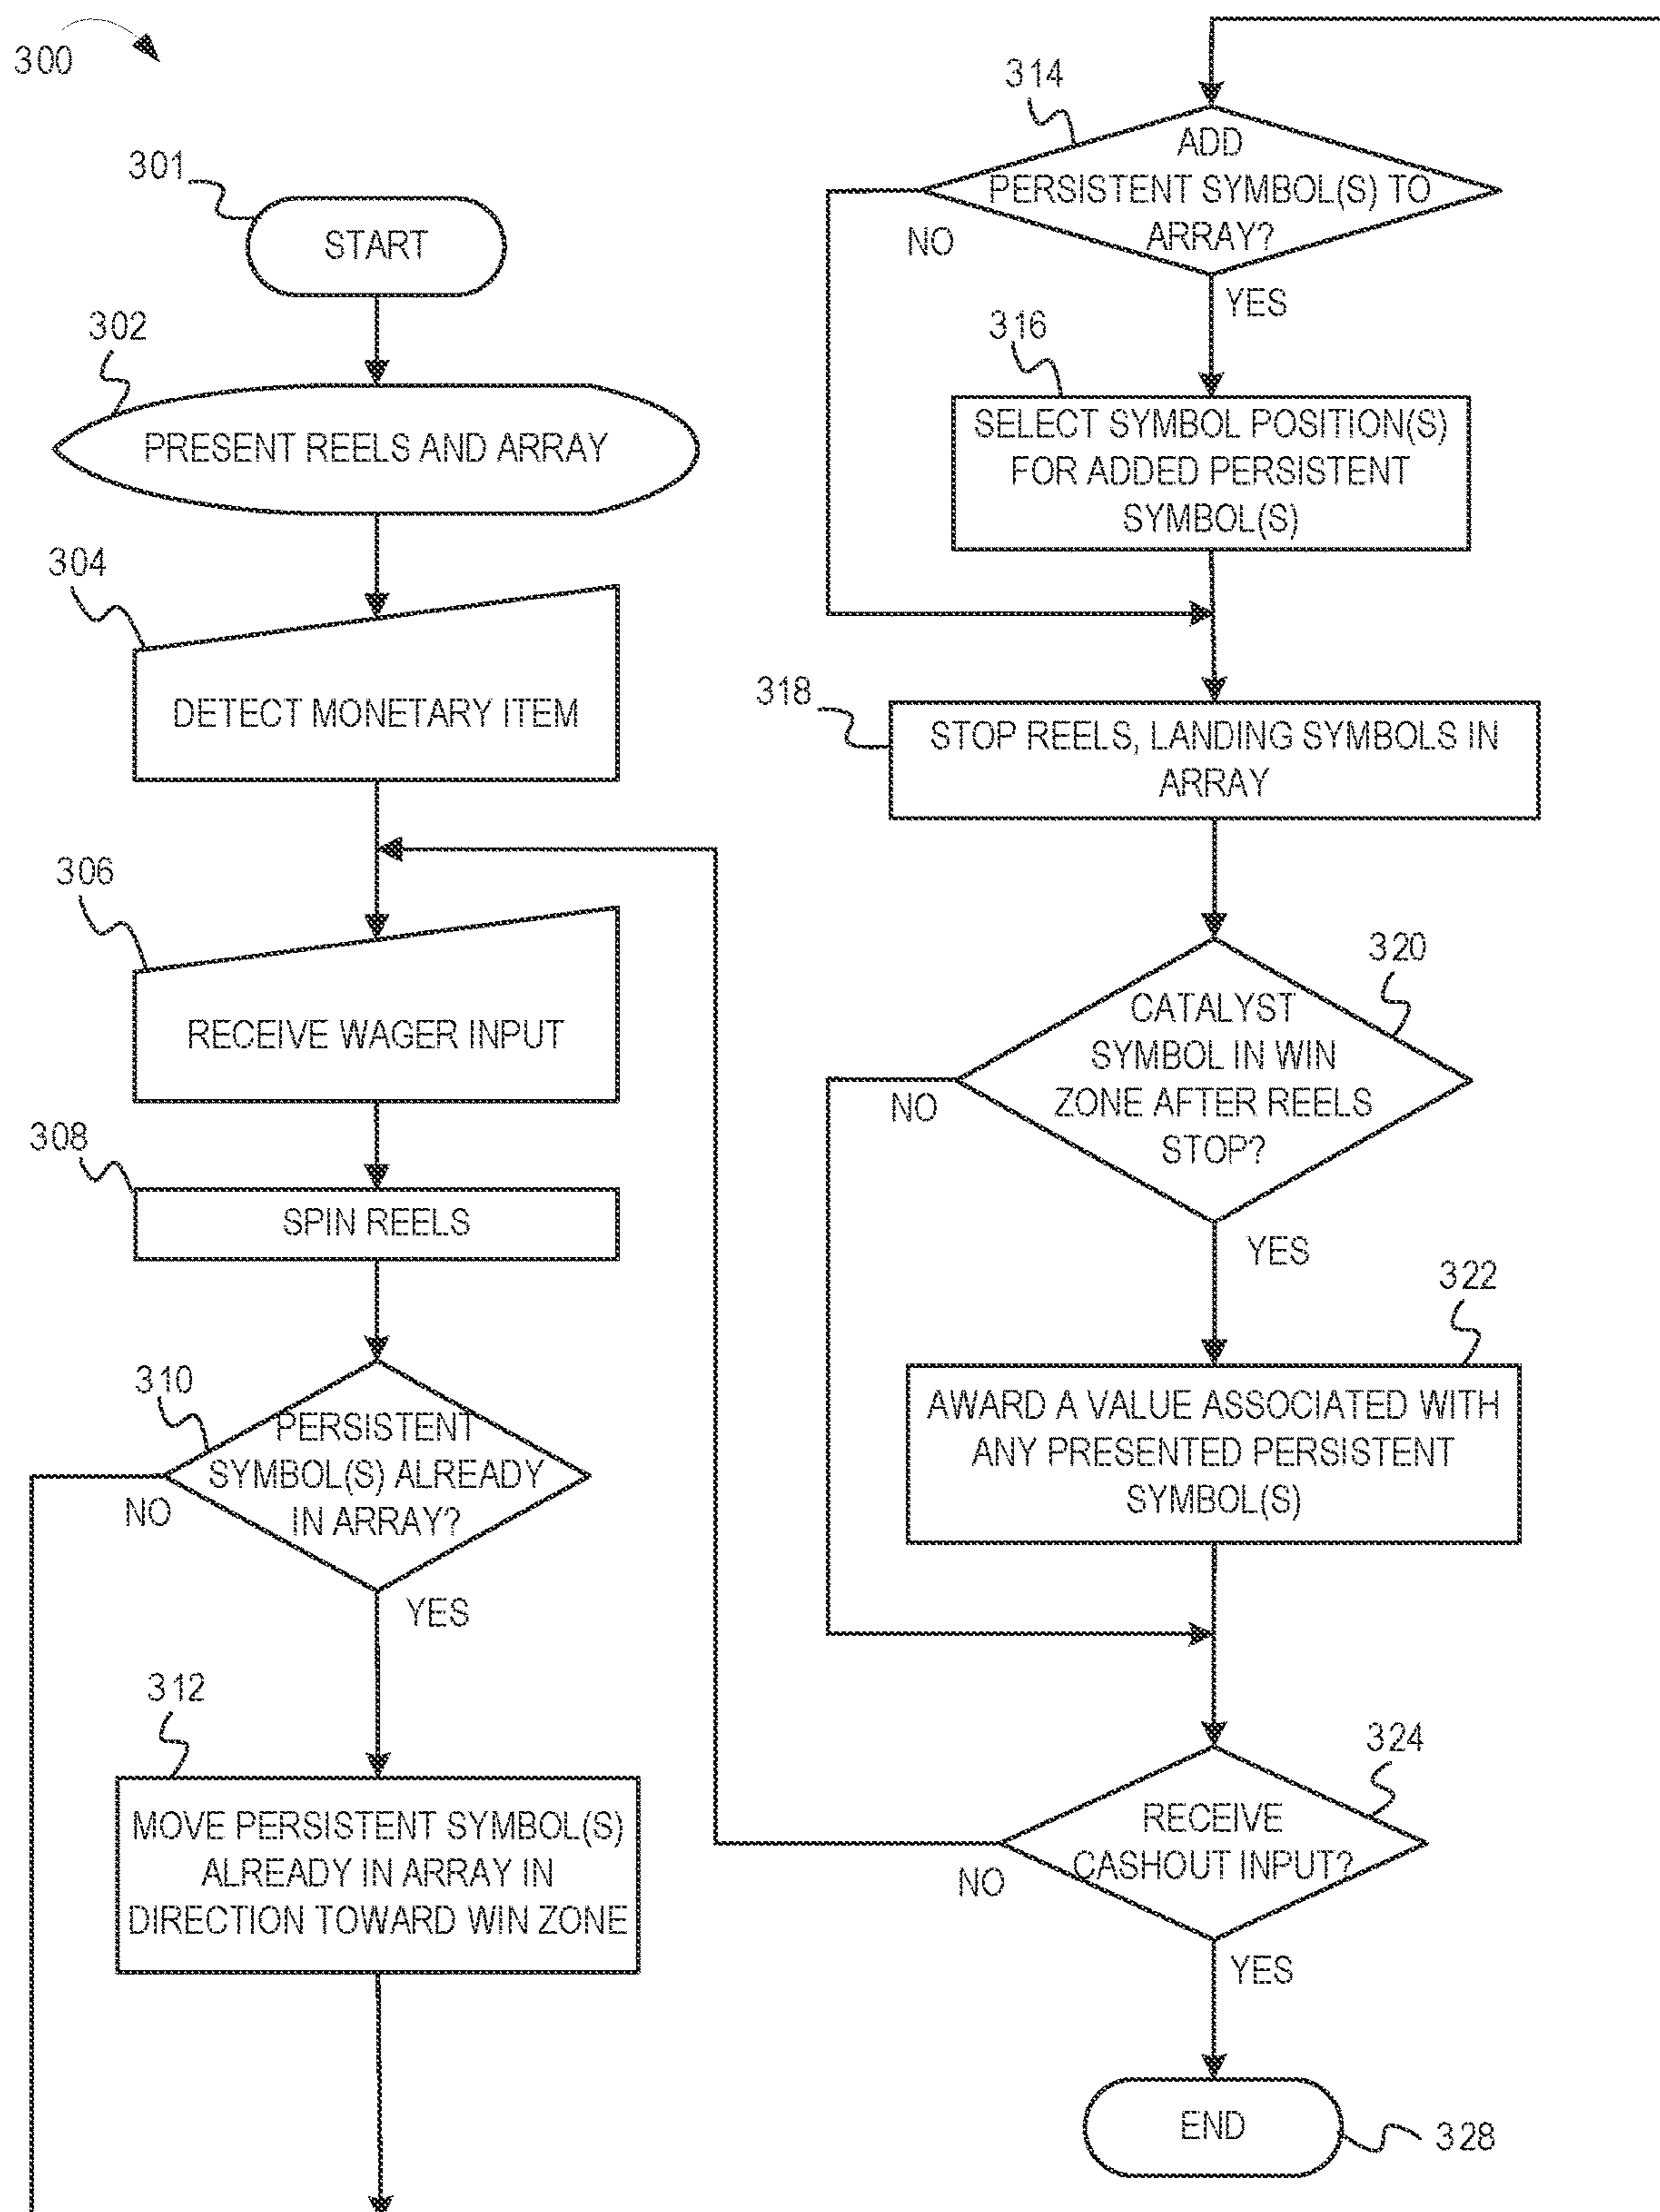 300
301
START
302
PRESENT REELS AND ARRAY
304
DETECT MONETARY ITEM
306
RECEIVE WAGER INPUT
308
SPIN REELS
310
PERSISTENT
SYMBOL(S) ALREADY
IN ARRAY?
NO
YES
312
MOVE PERSISTENT SYMBOL(S)
ALREADY IN ARRAY IN
DIRECTION TOWARD WIN ZONE
314
ADD
PERSISTENT SYMBOL(S) TO
ARRAY?
NO
YES
316
SELECT SYMBOL POSITION(S)
FOR ADDED PERSISTENT
SYMBOL(S)
318
STOP REELS, LANDING SYMBOLS IN
ARRAY
320
CATALYST
SYMBOL IN WIN
ZONE AFTER REELS
STOP?
NO
YES
322
AWARD A VALUE ASSOCIATED WITH
ANY PRESENTED PERSISTENT
SYMBOL(S)
324
RECEIVE
CASHOUT INPUT?
NO
YES
END
328